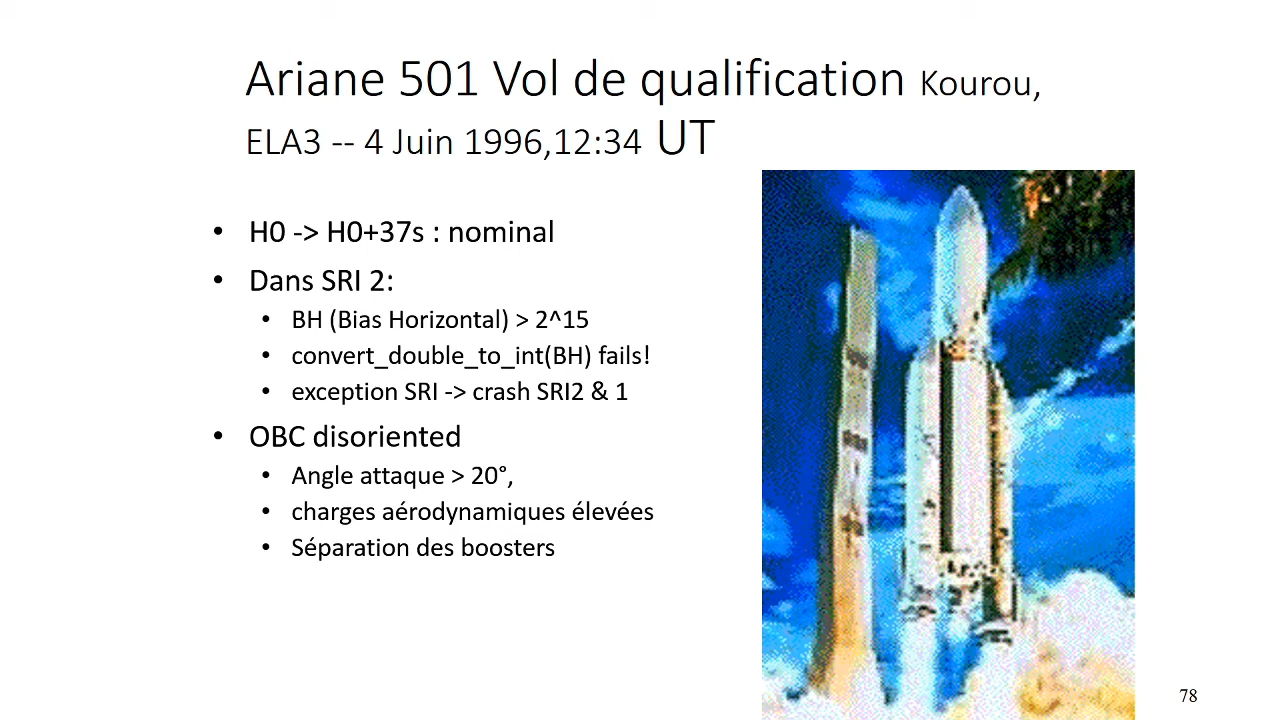 Ariane 501 Vol de qualification Kourou,
ELA3 -- 4 Juin 1996,12:34 UT
• H0 -> H0+37s : nominal
• Dans SRI 2:
• BH (Bias Horizontal) > 2^15
• convert_double_to_int(BH) fails!
• exception SRI -> crash SRI2 & 1
• OBC disoriented
• Angle attaque > 20°,
• charges aérodynamiques élevées
• Séparation des boosters
78